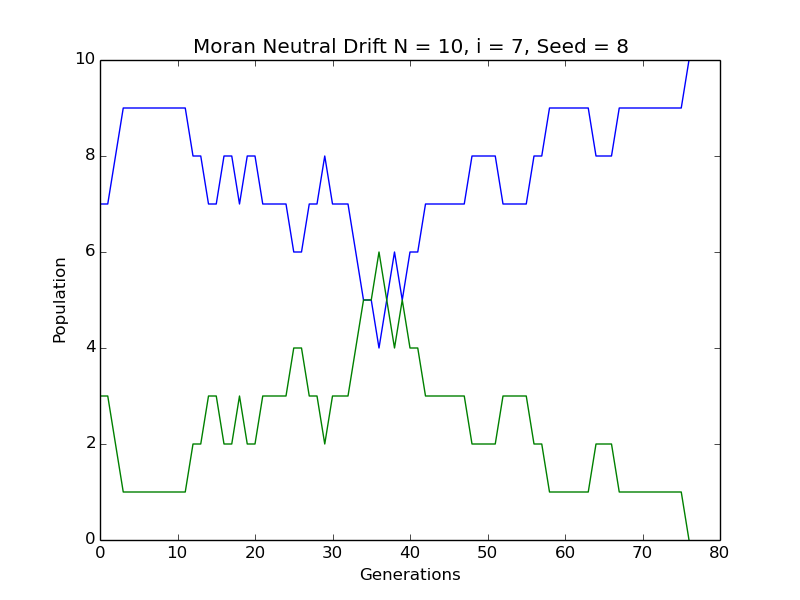 Moran Neutral Drift N = 10, i = 7, Seed = 8
10
8
6
4
2
0
Population
0 10 20 30 40 50 60 70 80
Generations